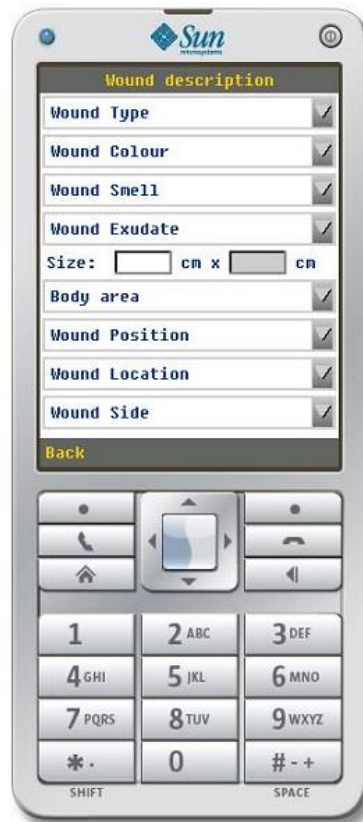 Sun
microsystems
Wound description
Wound Type
Wound Colour
Wound Smell
Wound Exudate
Size: cm x cm
Body area
Wound Position
Wound Location
Wound Side
Back
1 2 ABC 3 DEF
4 GHI 5 JKL 6 MNO
7 PQRS 8 TUV 9 WXYZ
* . 0 # - +
SHIFT SPACE